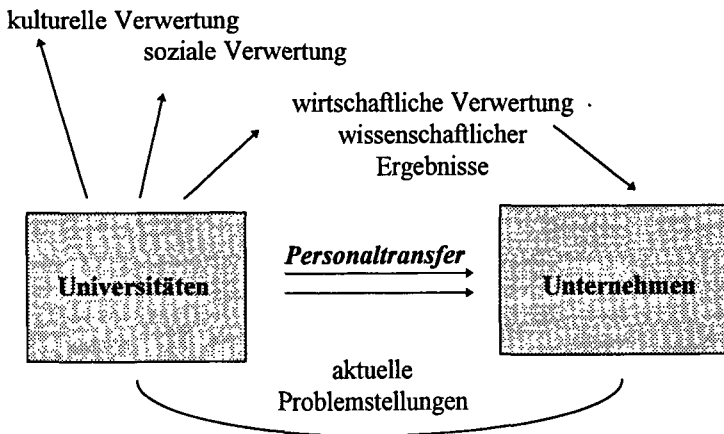 kulturelle Verwertung
soziale Verwertung
wirtschaftliche Verwertung
wissenschaftlicher
Ergebnisse
Personaltransfer
Universitäten
Unternehmen
aktuelle
Problemstellungen